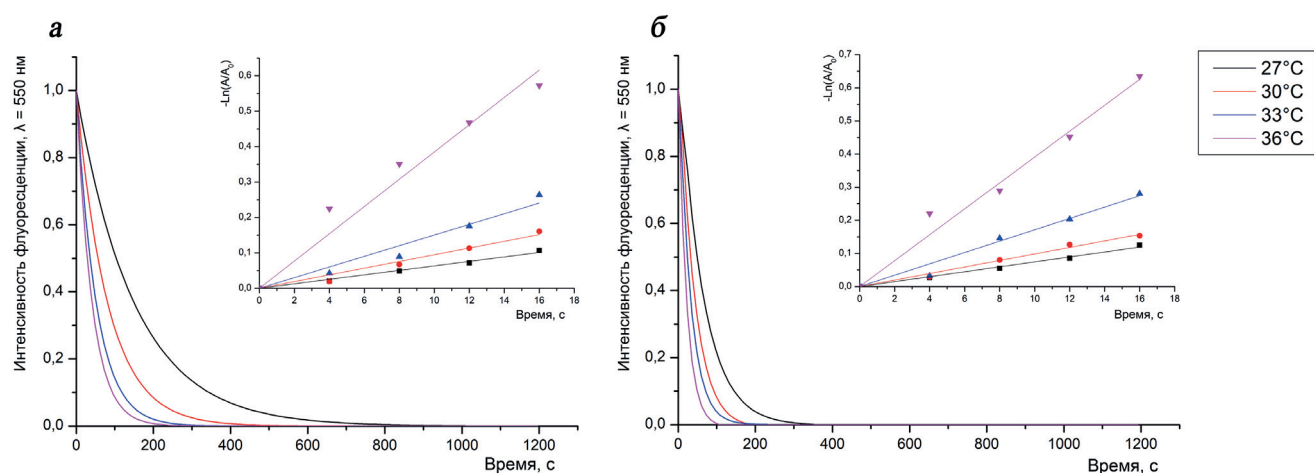 а
Интенсивность флуоресценции, λ = 550 нм
1,0
0,8
0,6
0,4
0,2
0,0
0 200 400 600 800 1000 1200
Время, с
-Ln(A/A₀)
0,6
0,5
0,4
0,3
0,2
0,1
0,0
0 2 4 6 8 10 12 14 16 18
Время, с
б
Интенсивность флуоресценции, λ = 550 нм
1,0
0,8
0,6
0,4
0,2
0,0
0 200 400 600 800 1000 1200
Время, с
-Ln(A/A₀)
0,7
0,6
0,5
0,4
0,3
0,2
0,1
0,0
0 2 4 6 8 10 12 14 16 18
Время, с
27°C
30°C
33°C
36°C